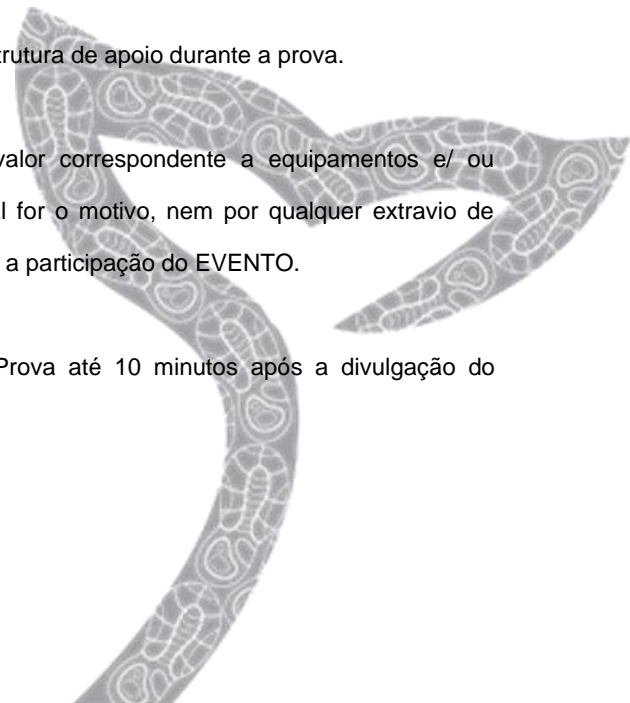 trutura de apoio durante a prova.
valor correspondente a equipamentos e/ ou
l for o motivo, nem por qualquer extravio de
a participação do EVENTO.
Prova até 10 minutos após a divulgação do